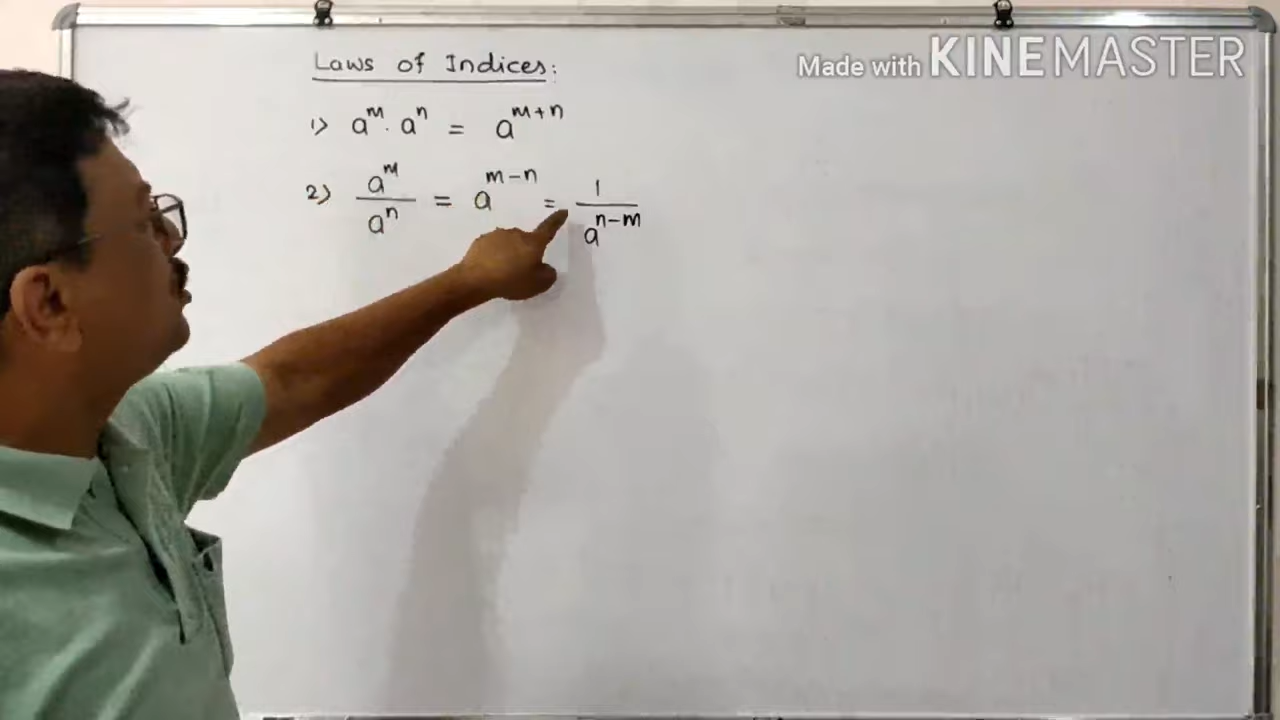 Made with KINEMASTER
Laws of Indices:
1) a^m . a^n = a^{m+n}
2) a^m / a^n = a^{m-n} = 1 / a^{n-m}